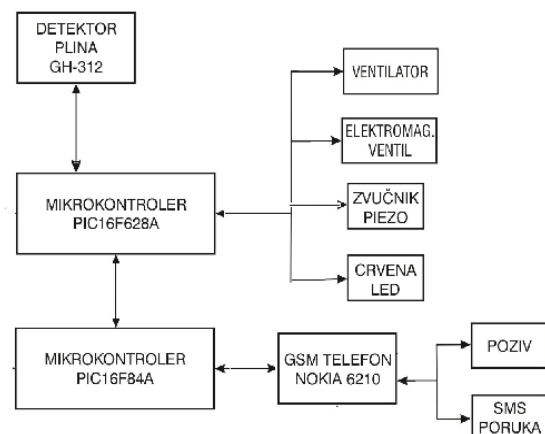 DETEKTOR
PLINA
GH-312
VENTILATOR
ELEKTROMAG.
VENTIL
MIKROKONTROLER
PIC16F628A
ZVUČNIK
PIEZO
CRVENA
LED
MIKROKONTROLER
PIC16F84A
GSM TELEFON
NOKIA 6210
POZIV
SMS
PORUKA